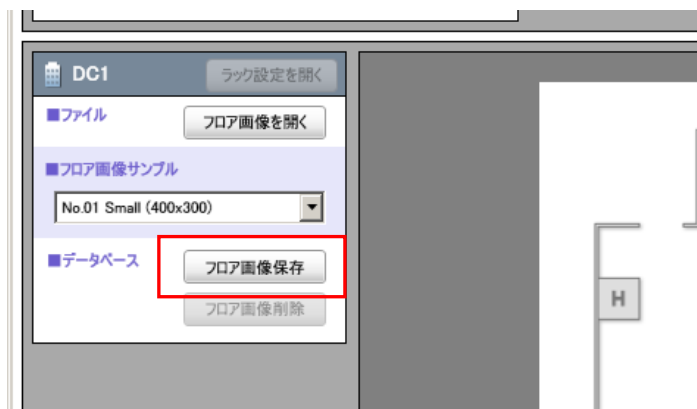 DC1
ラック設定を開く
■ファイル
フロア画像を開く
■フロア画像サンプル
No.01 Small (400x300)
■データベース
フロア画像保存
フロア画像削除
H